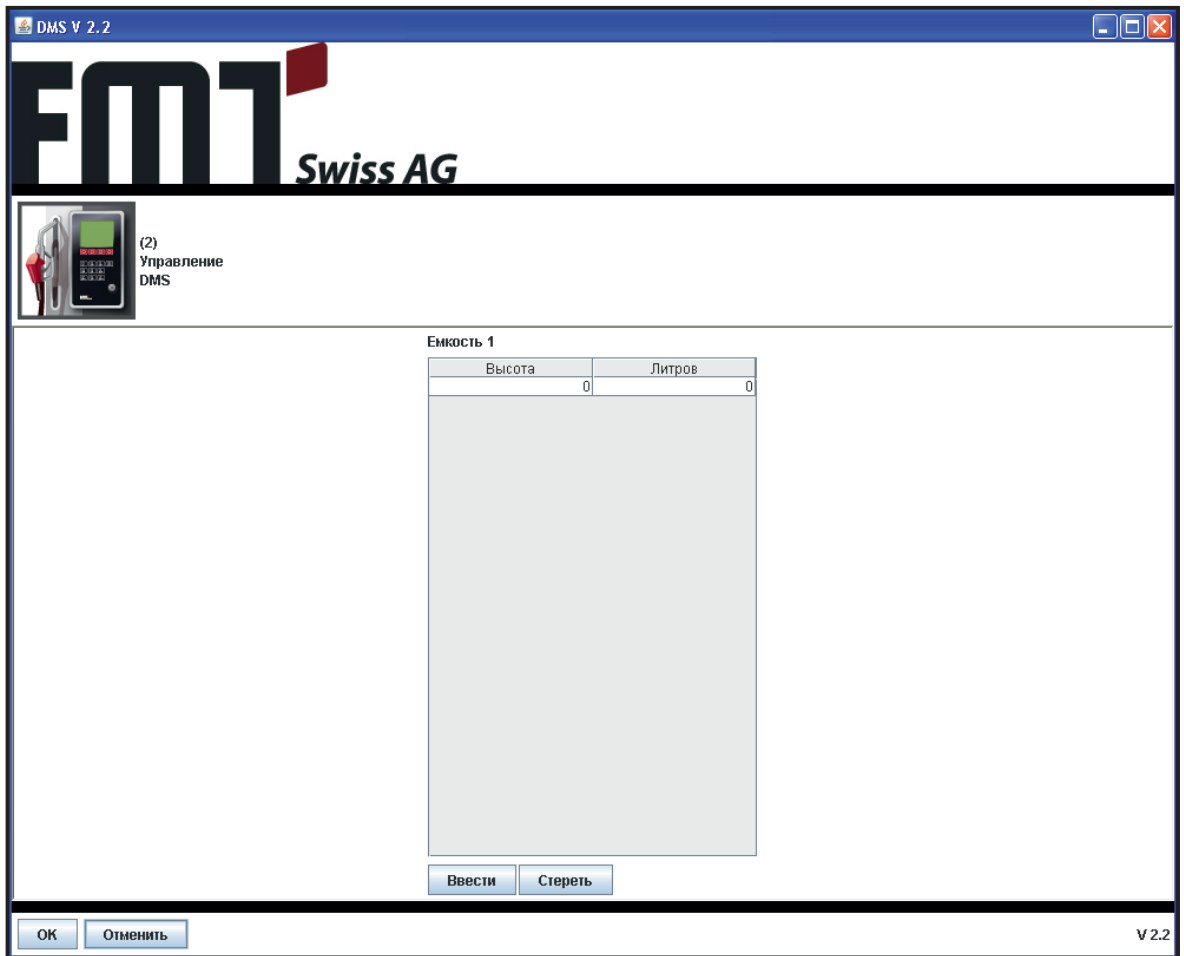 DMS V 2.2
FMT
Swiss AG
(2)
Управление
DMS
Емкость 1
Высота Литров
0 0
Ввести Стереть
OK Отменить V 2.2